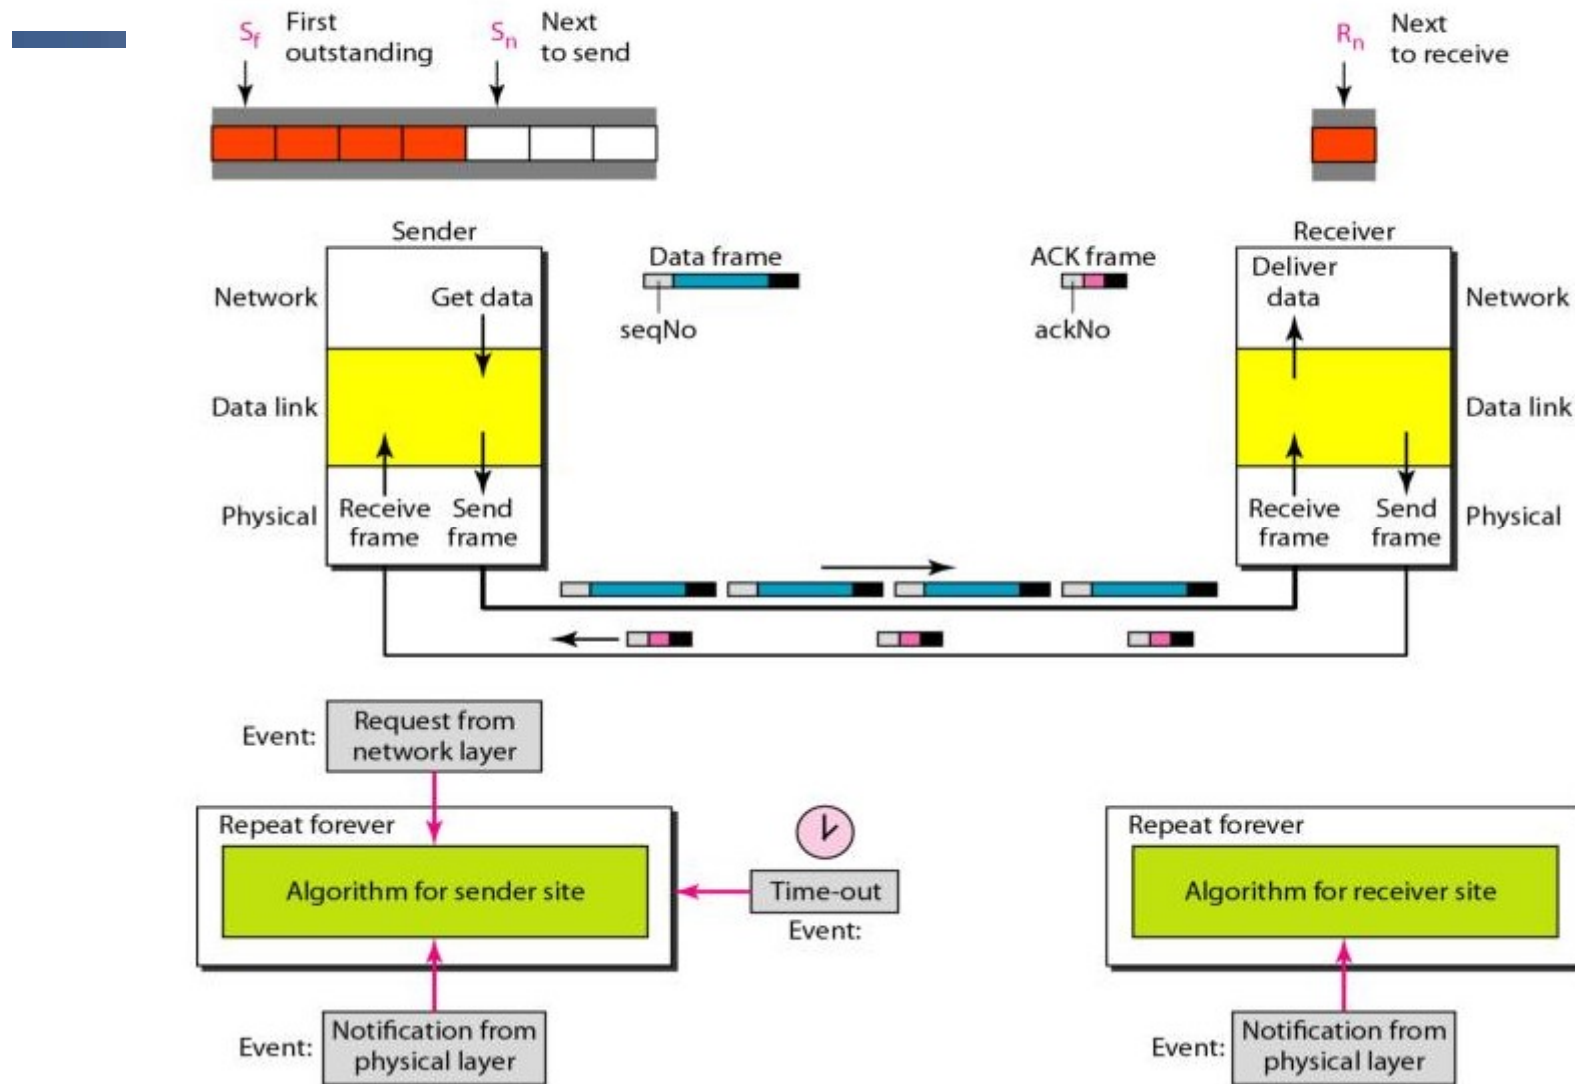 Sf First
outstanding
Sn Next
to send
Rn Next
to receive
Sender
Data frame
ACK frame
Receiver
Network
Get data
seqNo
ackNo
Deliver
data
Network
Data link
Data link
Physical
Receive
frame
Send
frame
Receive
frame
Send
frame
Physical
Event:
Request from
network layer
Repeat forever
Algorithm for sender site
Time-out
Event:
Repeat forever
Algorithm for receiver site
Event:
Notification from
physical layer
Event:
Notification from
physical layer